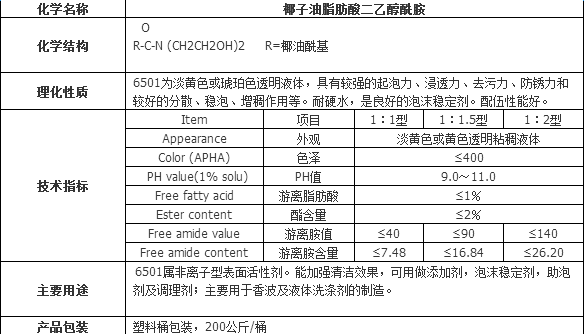 化学名称 椰子油脂肪酸二乙醇酰胺
O
化学结构 R-C-N (CH2CH2OH)2 R=椰油酰基
理化性质 6501为淡黄色或琥珀色透明液体，具有较强的起泡力、浸透力、去污力、防锈力和
较好的分散、稳泡、增稠作用等。耐硬水，是良好的泡沫稳定剂。配伍性能好。
技术指标
Item 项目 1：1型 1：1.5型 1：2型
Appearance 外观 淡黄色或黄色透明粘稠液体
Color (APHA) 色泽 ≤400
PH value(1% solu) PH值 9.0～11.0
Free fatty acid 游离脂肪酸 ≤1%
Ester content 酯含量 ≤2%
Free amide value 游离胺值 ≤40 ≤90 ≤140
Free amide content 游离胺含量 ≤7.48 ≤16.84 ≤26.20
主要用途 6501属非离子型表面活性剂。能加强清洁效果，可用做添加剂，泡沫稳定剂，助泡
剂及调理剂；主要用于香波及液体洗涤剂的制造。
产品包装 塑料桶包装，200公斤/桶